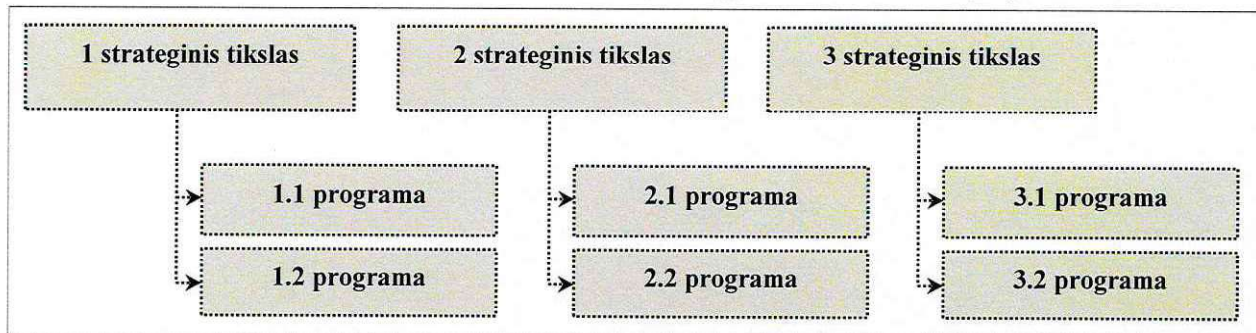 1 strateginis tikslas
2 strateginis tikslas
3 strateginis tikslas
1.1 programa
2.1 programa
3.1 programa
1.2 programa
2.2 programa
3.2 programa